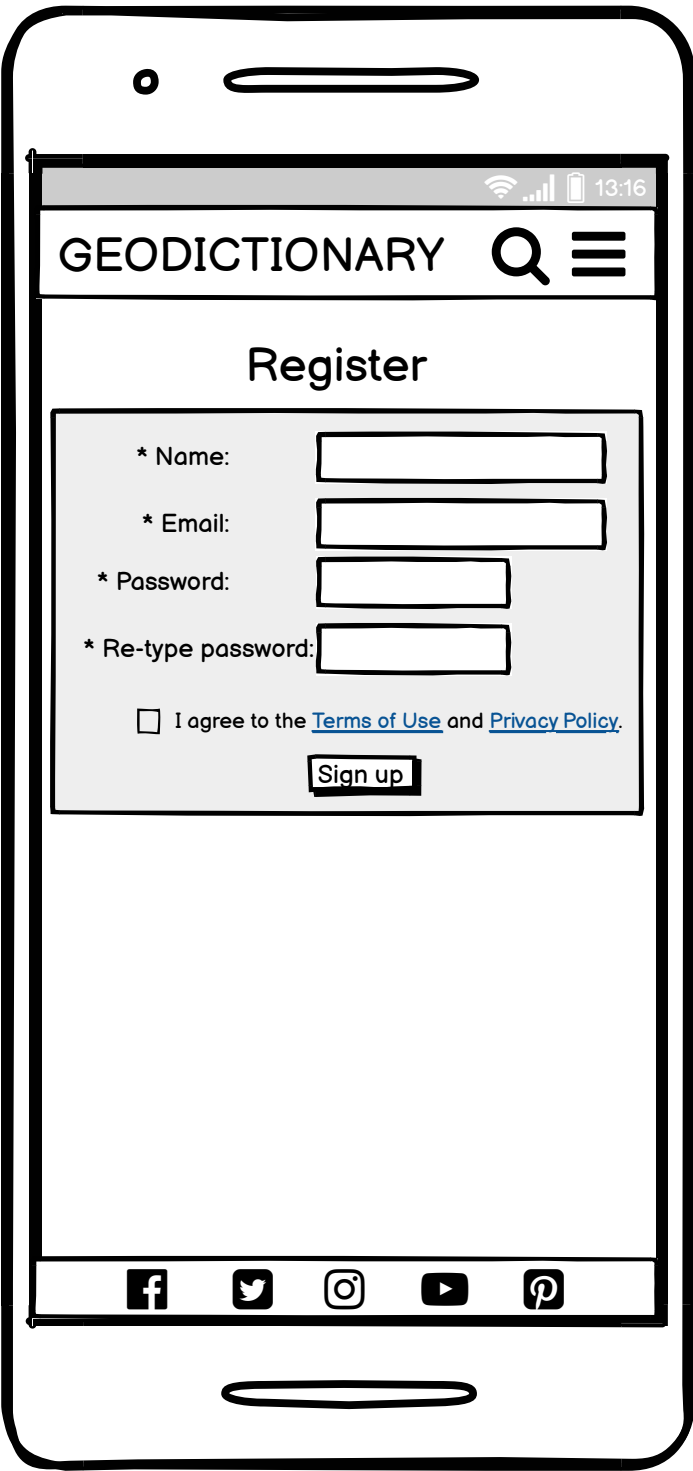 13:16
GEODICTIONARY
Register
* Name:
* Email:
* Password:
* Re-type password:
I agree to the Terms of Use and Privacy Policy.
Sign up